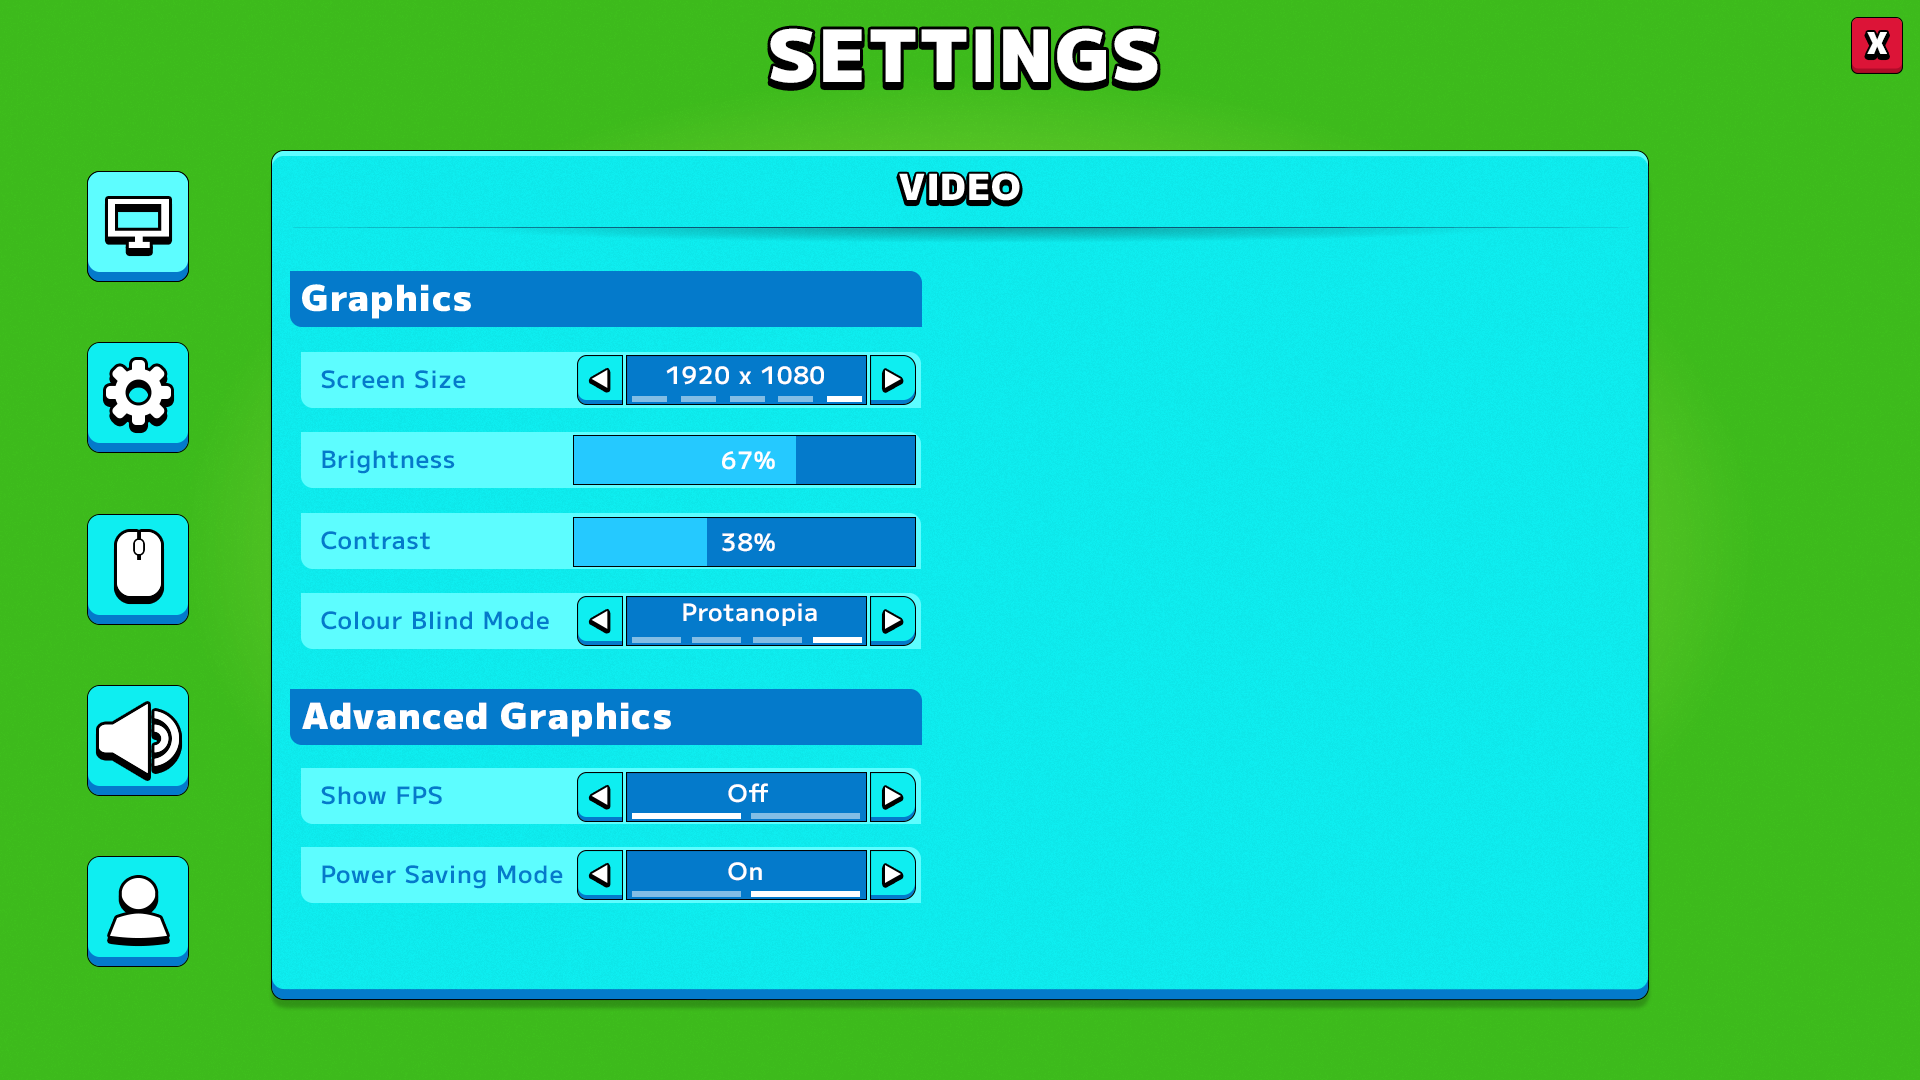 SETTINGS
X
VIDEO
Graphics
Screen Size
1920 x 1080
Brightness
67%
Contrast
38%
Colour Blind Mode
Protanopia
Advanced Graphics
Show FPS
Off
Power Saving Mode
On